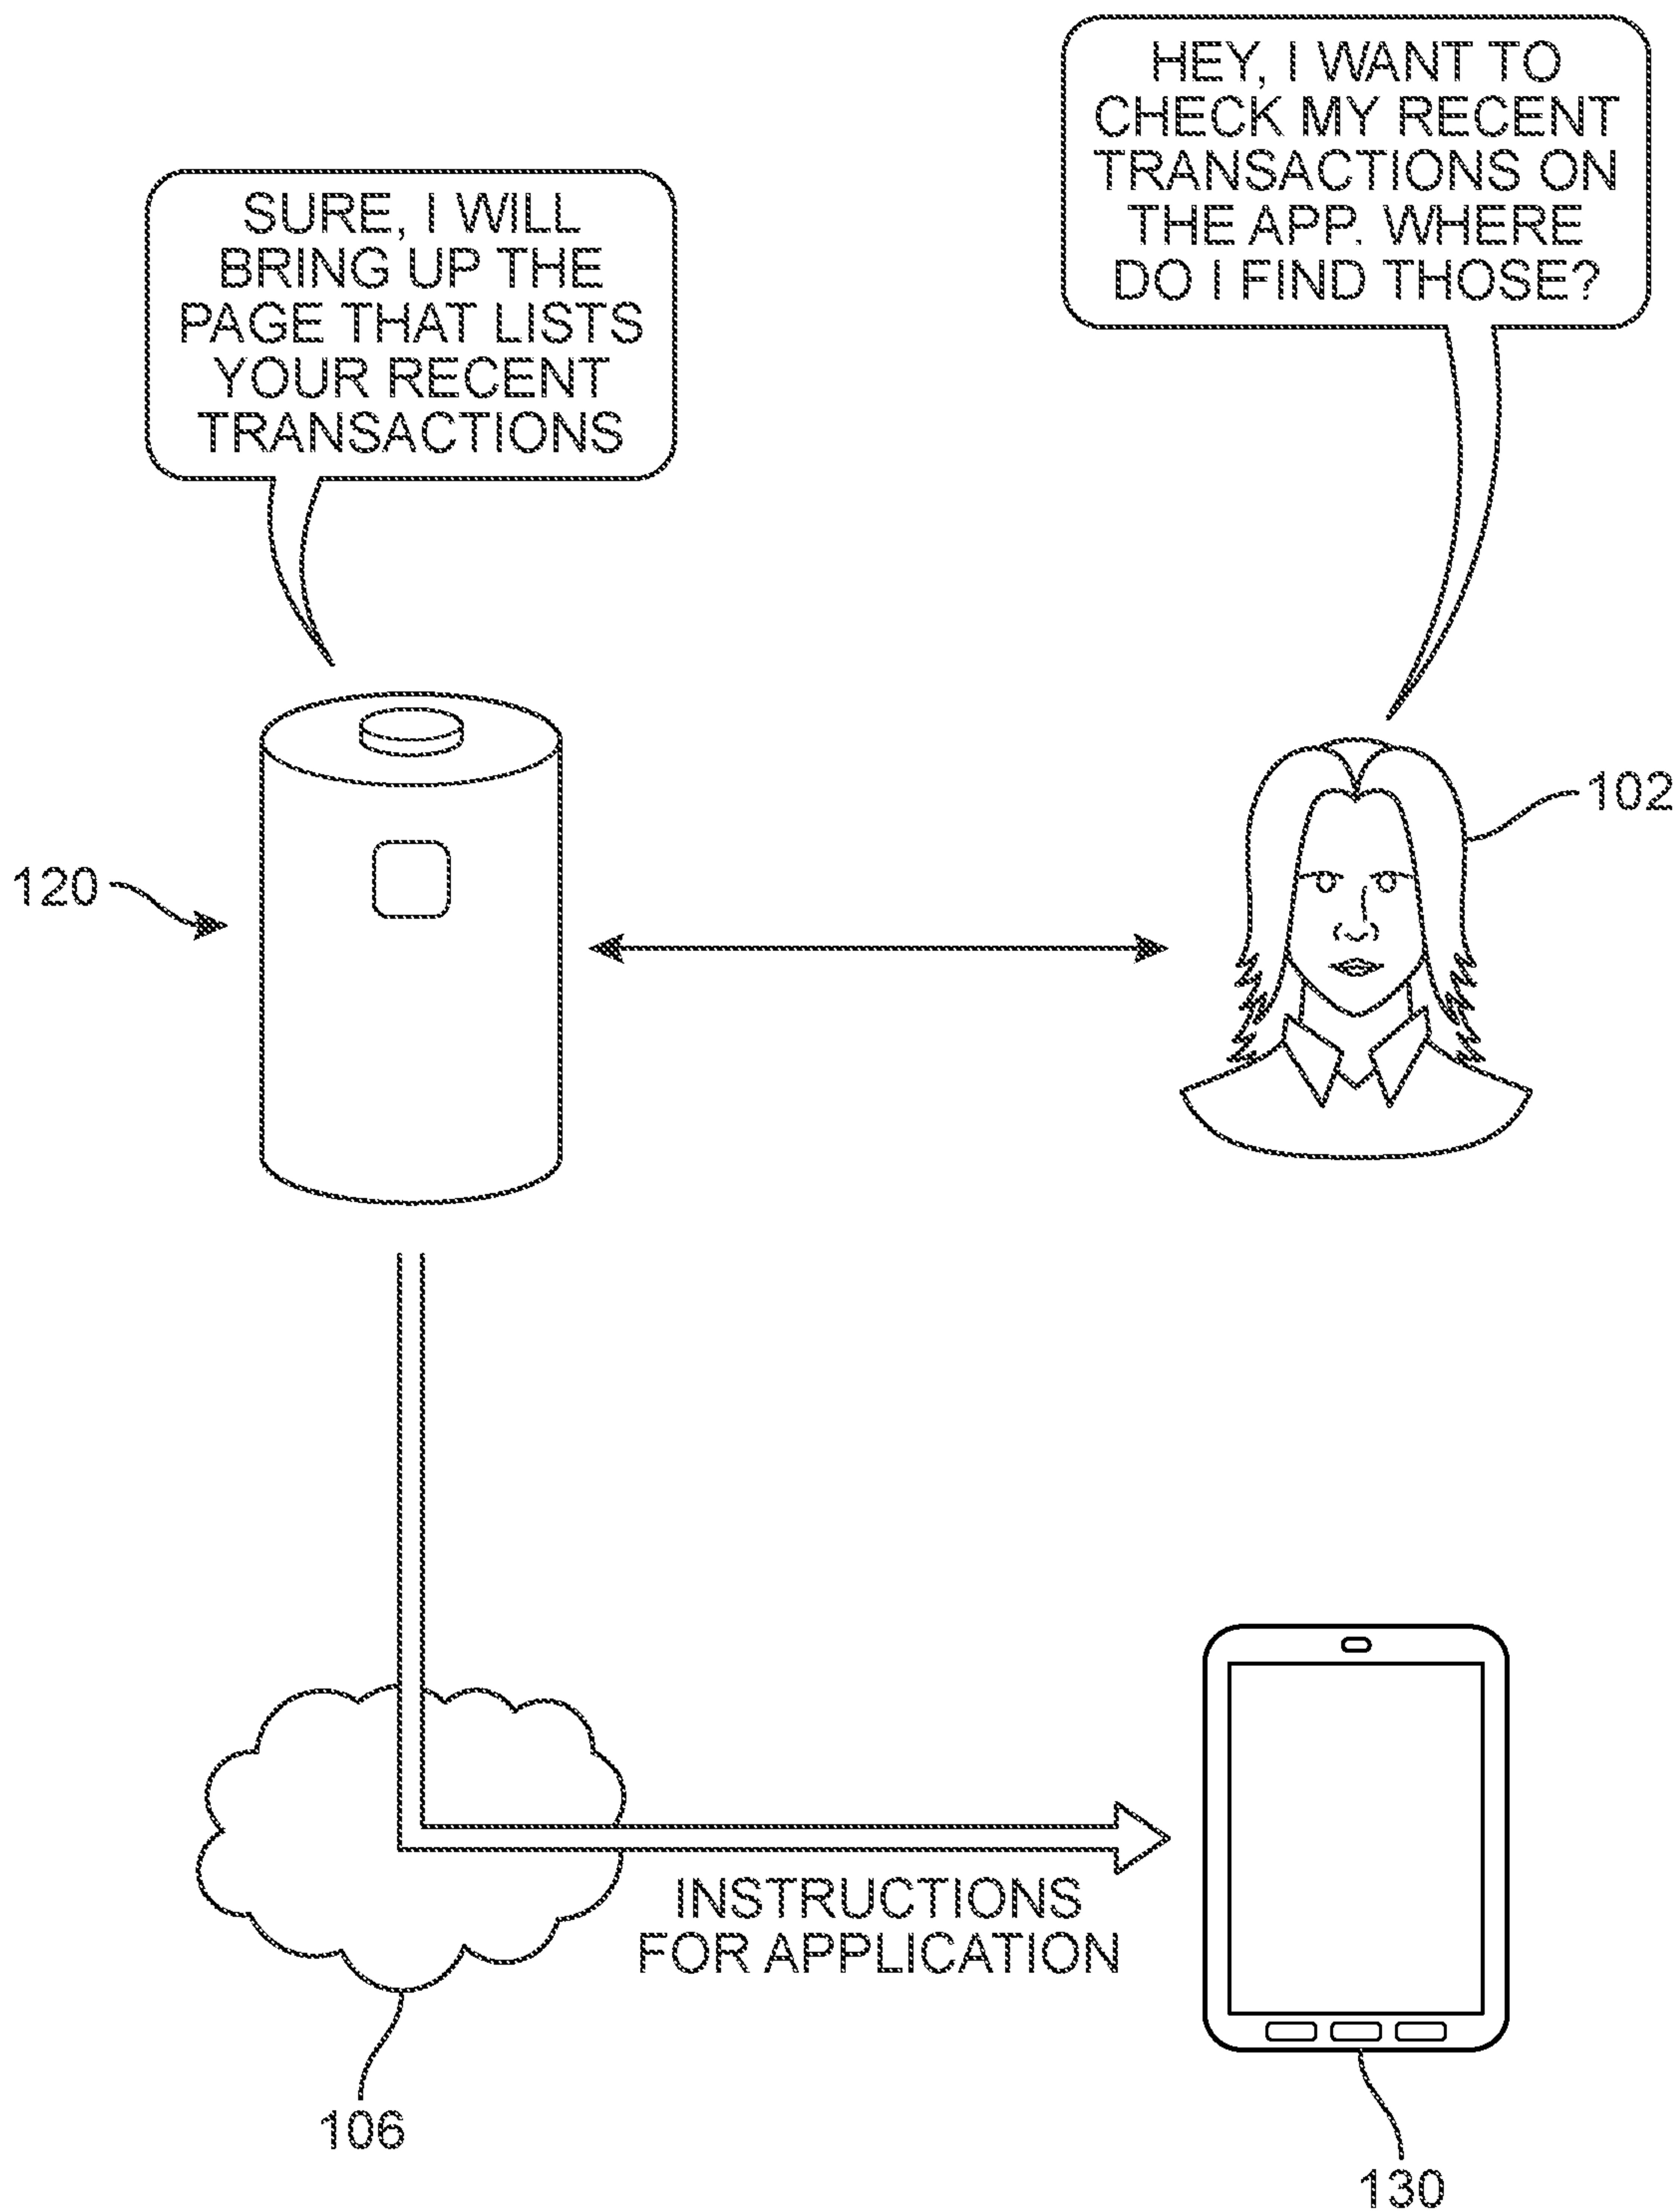 HEY, I WANT TO
CHECK MY RECENT
TRANSACTIONS ON
THE APP. WHERE
DO I FIND THOSE?
SURE, I WILL
BRING UP THE
PAGE THAT LISTS
YOUR RECENT
TRANSACTIONS
102
120
INSTRUCTIONS
FOR APPLICATION
106
130